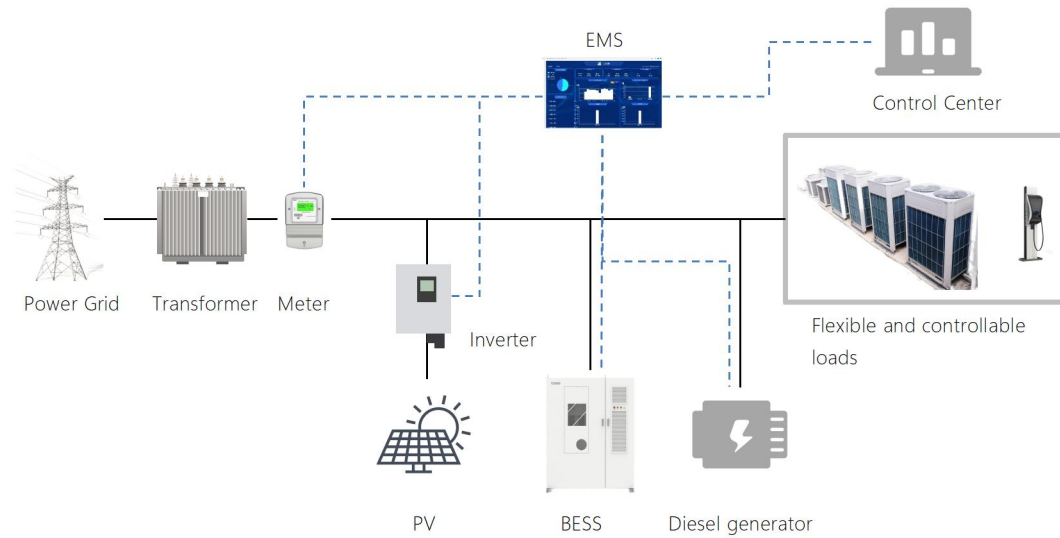 EMS
Control Center
Power Grid
Transformer
Meter
Inverter
Flexible and controllable
loads
PV
BESS
Diesel generator